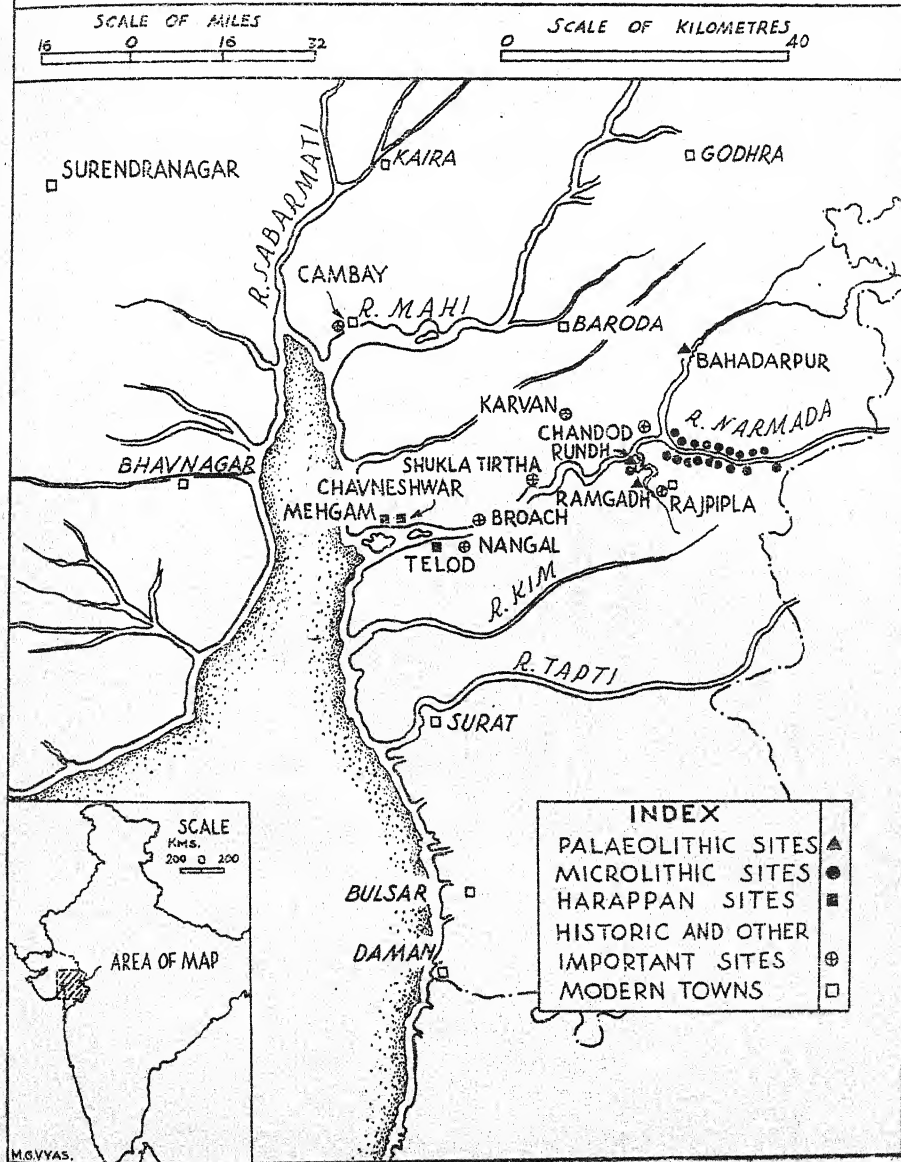 SCALE OF MILES
16 0 16 32
SCALE OF KILOMETRES
0 40
SURENDRANAGAR
R. SABARMATI
KAIRA
GODHRA
CAMBAY
R. MAHI
BARODA
BAHADARPUR
KARVAN
R. NARMADA
CHANDOD
RUNDH
SHUKLA TIRTHA
BHAVNAGAR
CHAVNESHWAR
RAMGADH
RAJPIPLA
MEHGAM
BROACH
NANGAL
TELOD
R. KIM
R. TAPTI
SURAT
BULSAR
DAMAN
SCALE
KMS.
200 0 200
AREA OF MAP
INDEX
PALAEOLITHIC SITES
MICROLITHIC SITES
HARAPPAN SITES
HISTORIC AND OTHER
IMPORTANT SITES
MODERN TOWNS
M.G.VYAS.